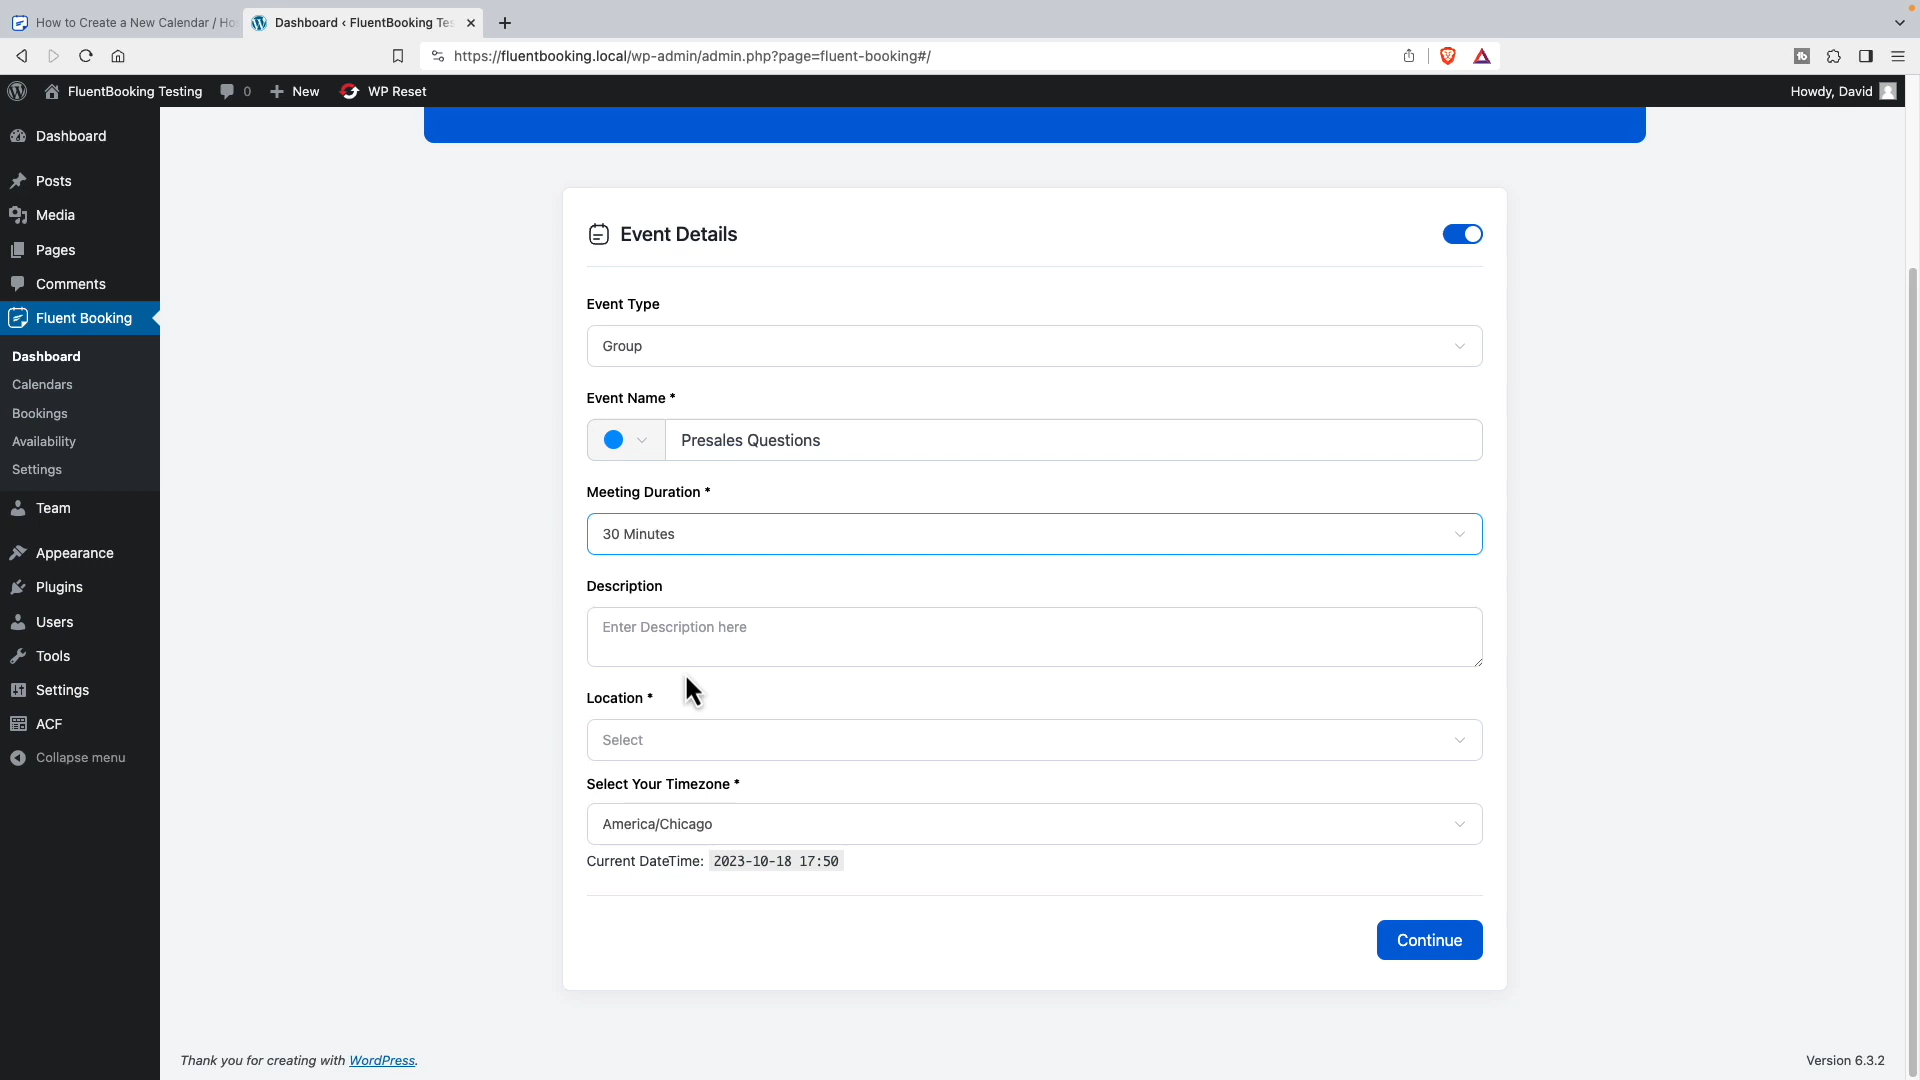 How to Create a New Calendar / Ho
Dashboard ‹ FluentBooking Te
https://fluentbooking.local/wp-admin/admin.php?page=fluent-booking#/
FluentBooking Testing
0
New
WP Reset
Howdy, David
Dashboard
Posts
Media
Pages
Comments
Fluent Booking
Dashboard
Calendars
Bookings
Availability
Settings
Team
Appearance
Plugins
Users
Tools
Settings
ACF
Collapse menu
Event Details
Event Type
Group
Event Name *
Presales Questions
Meeting Duration *
30 Minutes
Description
Enter Description here
Location *
Select
Select Your Timezone *
America/Chicago
Current DateTime: 2023-10-18 17:50
Continue
Thank you for creating with WordPress.
Version 6.3.2